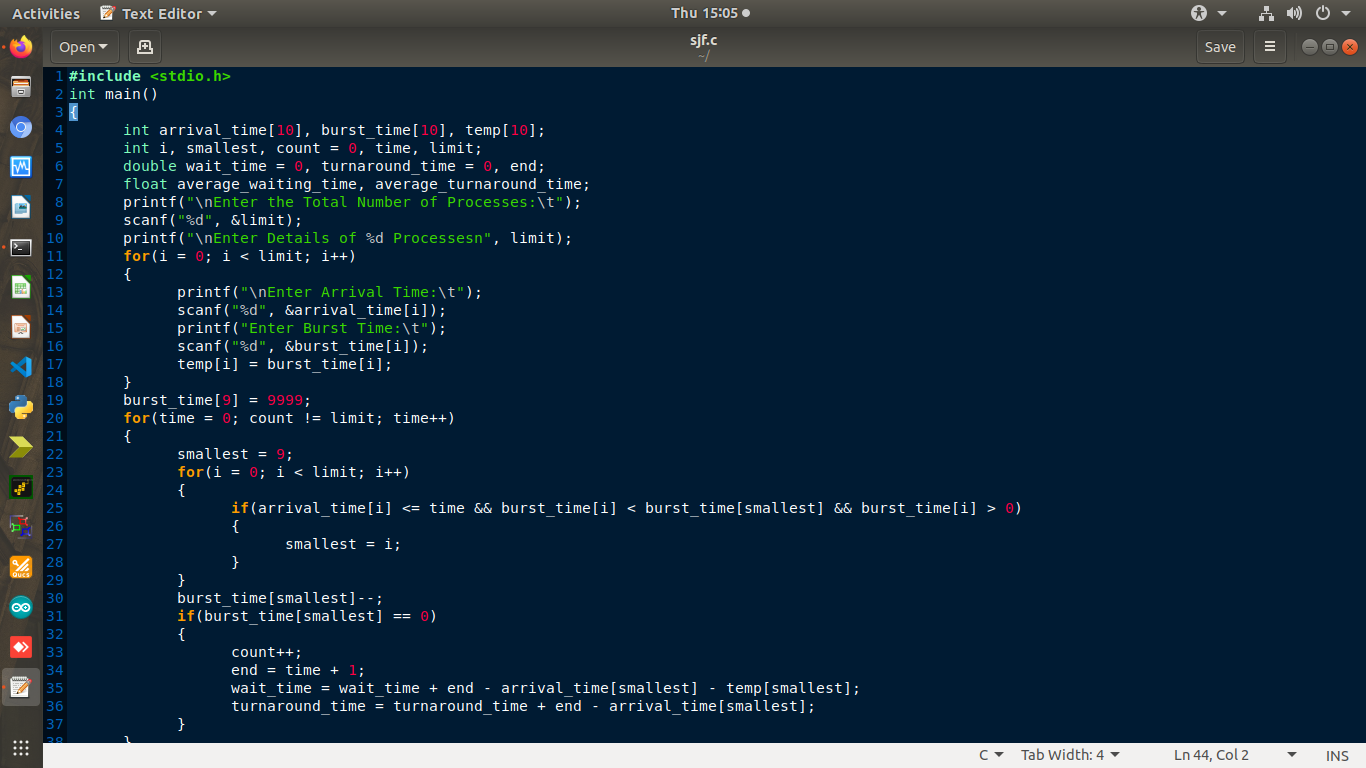 Activities Text Editor Thu 15:05
Open sjf.c Save
~/
1 #include <stdio.h>
2 int main()
3 {
4 int arrival_time[10], burst_time[10], temp[10];
5 int i, smallest, count = 0, time, limit;
6 double wait_time = 0, turnaround_time = 0, end;
7 float average_waiting_time, average_turnaround_time;
8 printf("\nEnter the Total Number of Processes:\t");
9 scanf("%d", &limit);
10 printf("\nEnter Details of %d Processesn", limit);
11 for(i = 0; i < limit; i++)
12 {
13 printf("\nEnter Arrival Time:\t");
14 scanf("%d", &arrival_time[i]);
15 printf("Enter Burst Time:\t");
16 scanf("%d", &burst_time[i]);
17 temp[i] = burst_time[i];
18 }
19 burst_time[9] = 9999;
20 for(time = 0; count != limit; time++)
21 {
22 smallest = 9;
23 for(i = 0; i < limit; i++)
24 {
25 if(arrival_time[i] <= time && burst_time[i] < burst_time[smallest] && burst_time[i] > 0)
26 {
27 smallest = i;
28 }
29 }
30 burst_time[smallest]--;
31 if(burst_time[smallest] == 0)
32 {
33 count++;
34 end = time + 1;
35 wait_time = wait_time + end - arrival_time[smallest] - temp[smallest];
36 turnaround_time = turnaround_time + end - arrival_time[smallest];
37 }
38 }
C Tab Width: 4 Ln 44, Col 2 INS